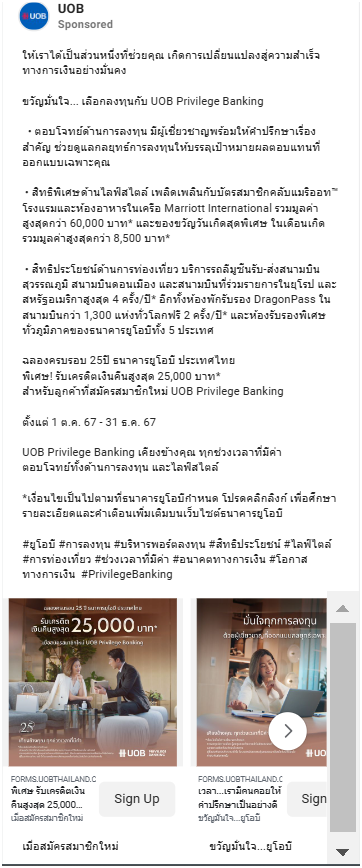 UOB
Sponsored
ให้เราได้เป็นส่วนหนึ่งที่ช่วยคุณ เกิดการเปลี่ยนแปลงสู่ความสำเร็จ
ทางการเงินอย่างมั่นคง
ขวัญมั่นใจ... เลือกลงทุนกับ UOB Privilege Banking
• ตอบโจทย์ด้านการลงทุน มีผู้เชี่ยวชาญพร้อมให้คำปรึกษาเรื่อง
สำคัญ ช่วยดูแลกลยุทธ์การลงทุนให้บรรลุเป้าหมายผลตอบแทนที่
ออกแบบเฉพาะคุณ
• สิทธิพิเศษด้านไลฟ์สไตล์ เพลิดเพลินกับบัตรสมาชิกคลับแมริออท™
โรงแรมและห้องอาหารในเครือ Marriott International รวมมูลค่า
สูงสุดกว่า 60,000 บาท* และของขวัญวันเกิดสุดพิเศษ ในเดือนเกิด
รวมมูลค่าสูงสุดกว่า 8,500 บาท*
• สิทธิประโยชน์ด้านการท่องเที่ยว บริการรถลีมูซีนรับ-ส่งสนามบิน
สุวรรณภูมิ สนามบินดอนเมือง และสนามบินที่ร่วมรายการในยุโรป และ
สหรัฐอเมริกาสูงสุด 4 ครั้ง/ปี* อีกทั้งห้องพักรับรอง DragonPass ใน
สนามบินกว่า 1,300 แห่งทั่วโลกฟรี 2 ครั้ง/ปี* และห้องรับรองพิเศษ
ทั่วภูมิภาคของธนาคารยูโอบีทั้ง 5 ประเทศ
ฉลองครบรอบ 25ปี ธนาคารยูโอบี ประเทศไทย
พิเศษ! รับเครดิตเงินคืนสูงสุด 25,000 บาท*
สำหรับลูกค้าที่สมัครสมาชิกใหม่ UOB Privilege Banking
ตั้งแต่ 1 ต.ค. 67 - 31 ธ.ค. 67
UOB Privilege Banking เคียงข้างคุณ ทุกช่วงเวลาที่มีค่า
ตอบโจทย์ทั้งด้านการลงทุน และไลฟ์สไตล์
*เงื่อนไขเป็นไปตามที่ธนาคารยูโอบีกำหนด โปรดคลิกลิงก์ เพื่อศึกษา
รายละเอียดและคำเตือนเพิ่มเติมบนเว็บไซต์ธนาคารยูโอบี
#ยูโอบี #การลงทุน #บริหารพอร์ตลงทุน #สิทธิประโยชน์ #ไลฟ์ไตล์
#การท่องเที่ยว #ช่วงเวลาที่มีค่า #อนาคตทางการเงิน #โอกาส
ทางการเงิน #PrivilegeBanking
ฉลองครบรอบ 25 ปี ธนาคารยูโอบี ประเทศไทย
รับเครดิต
เงินคืนสูงสุด 25,000 บาท*
เมื่อสมัครสมาชิกใหม่ UOB Privilege Banking
25
เคียงข้างคุณ ทุกช่วงเวลาที่มีค่า
UOB PRIVILEGE BANKING
มั่นใจทุกการลงทุน
UOB
FORMS.UOBTHAILAND.C
พิเศษ รับเครดิตเงิน
คืนสูงสุด 25,000...
เมื่อสมัครสมาชิกใหม่
Sign Up
FORMS.UOBTHAILAND.C
เวลา...เรามีคนคอยให้
คำปรึกษาเป็นอย่างดี
ขวัญมั่นใจ...ยูโอบี
Sign
เมื่อสมัครสมาชิกใหม่
ขวัญมั่นใจ...ยูโอบี